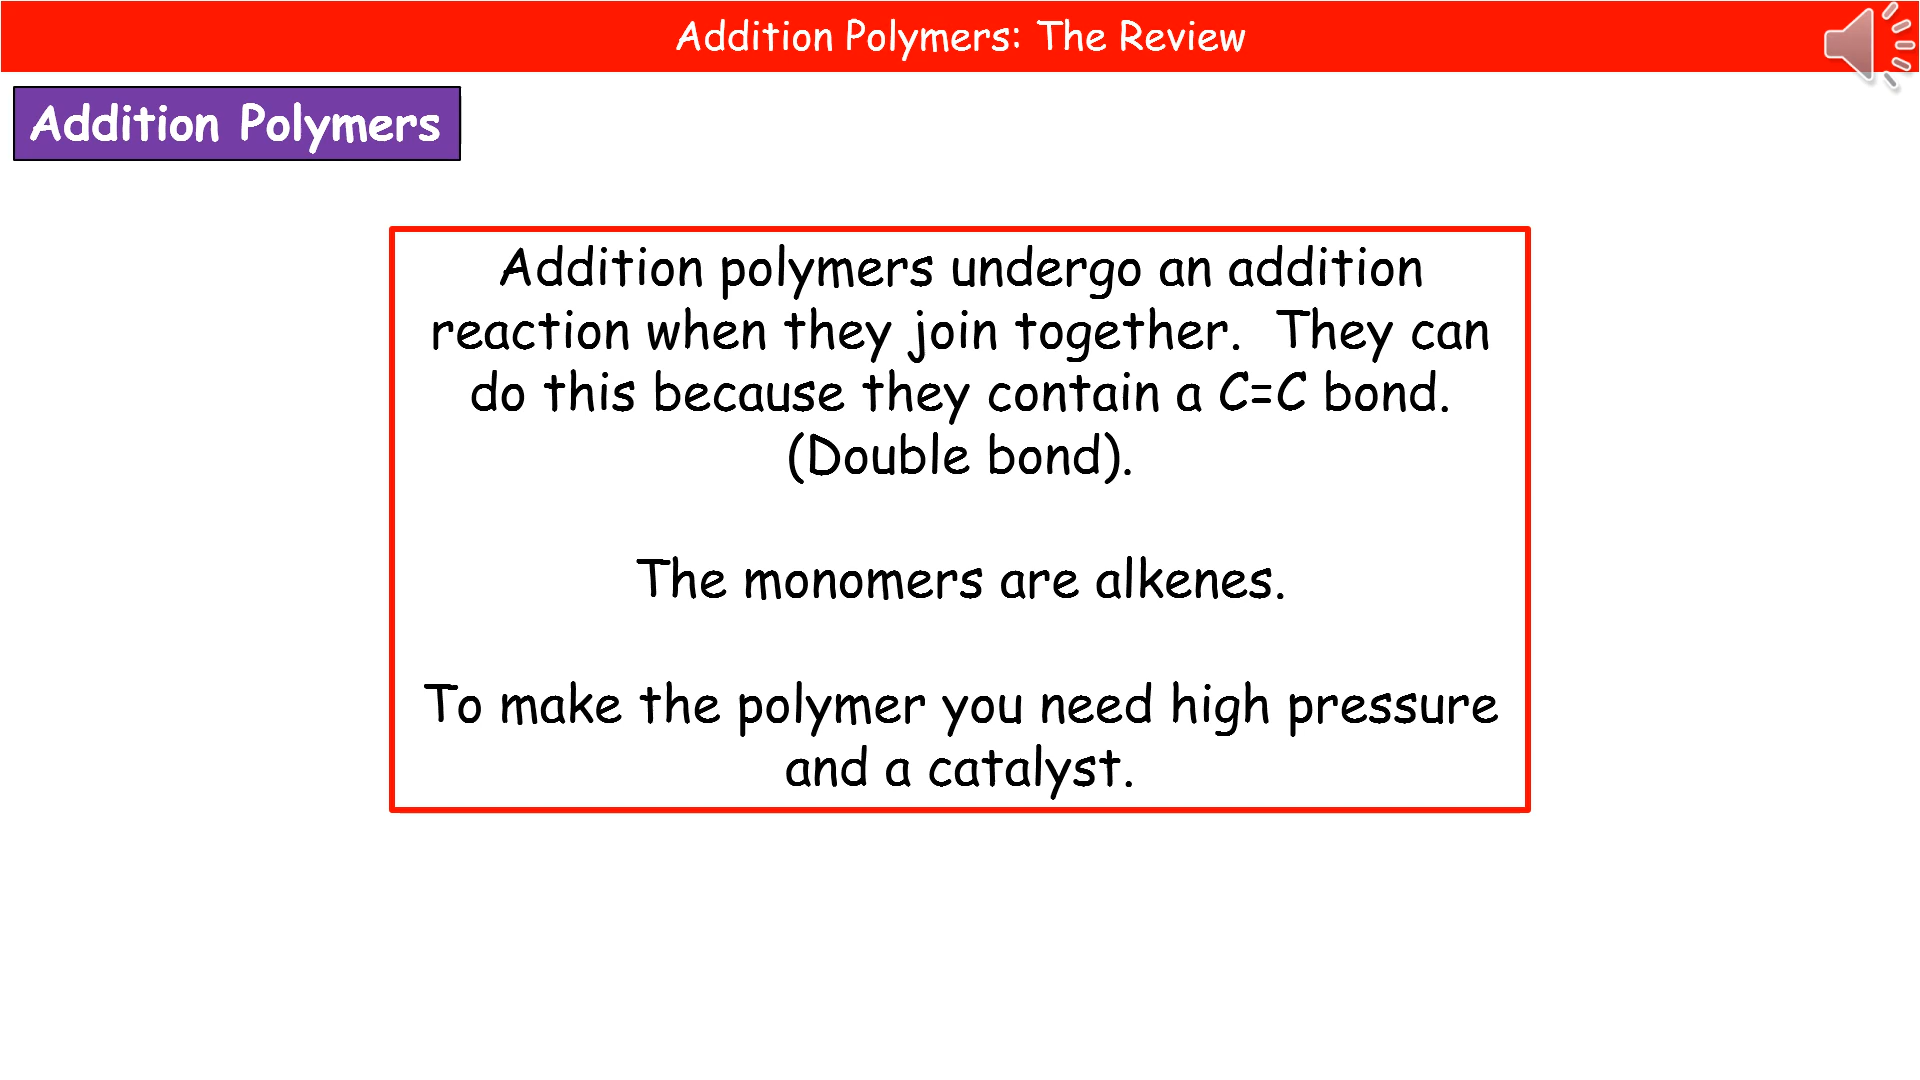 Addition Polymers: The Review
Addition Polymers
Addition polymers undergo an addition
reaction when they join together.  They can
do this because they contain a C=C bond.
(Double bond).
The monomers are alkenes.
To make the polymer you need high pressure
and a catalyst.